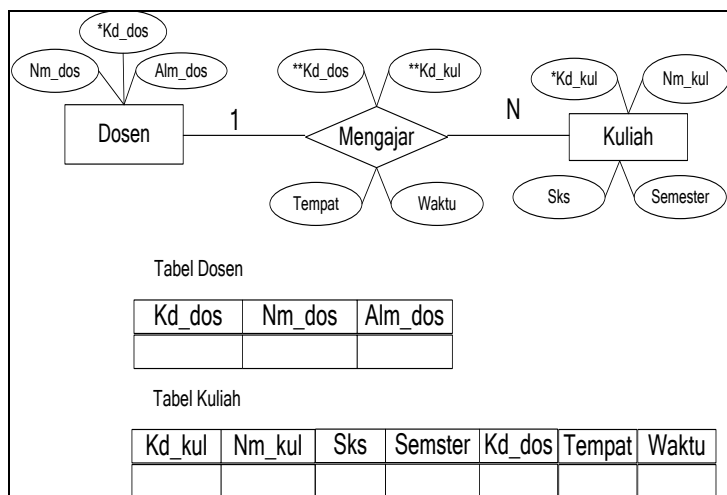 *Kd_dos
Nm_dos
Alm_dos
**Kd_dos
**Kd_kul
*Kd_kul
Nm_kul
Dosen
1
Mengajar
N
Kuliah
Tempat
Waktu
Sks
Semester
Tabel Dosen
Kd_dos Nm_dos Alm_dos
Tabel Kuliah
Kd_kul Nm_kul Sks Semster Kd_dos Tempat Waktu